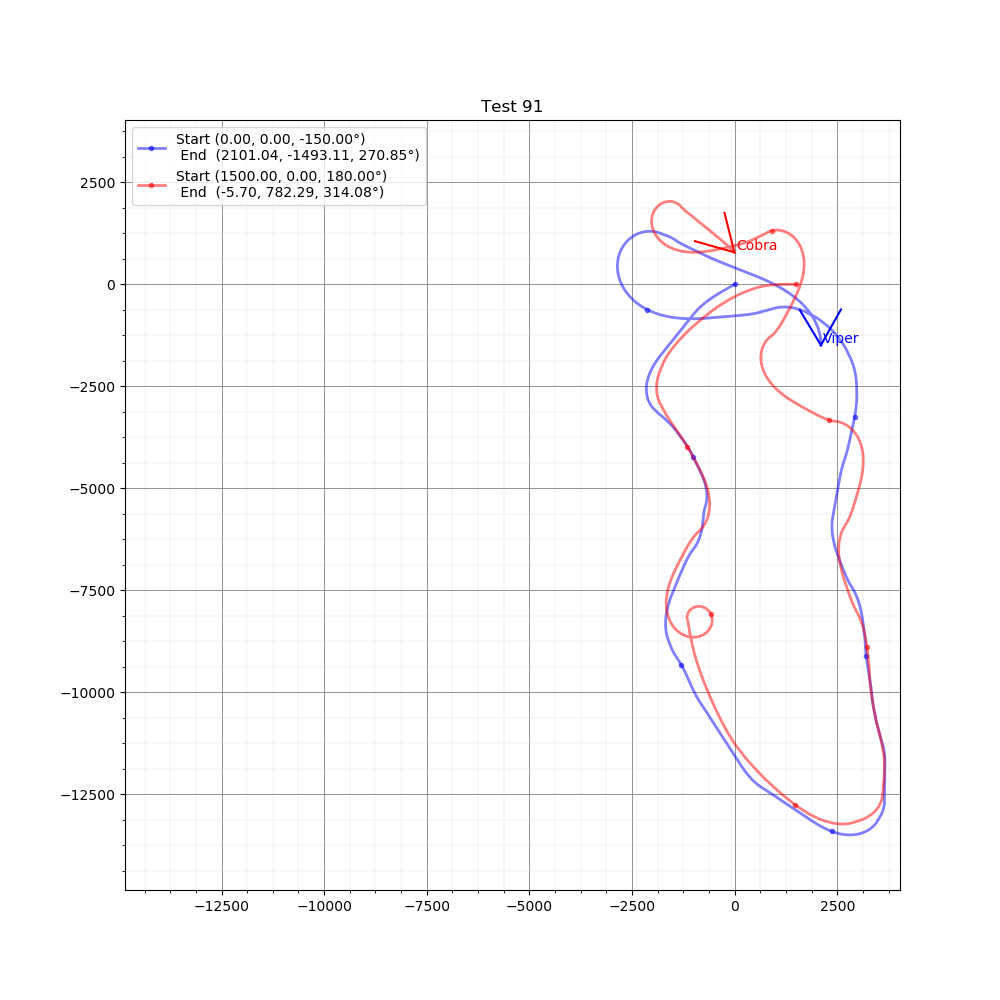 Test 91
Start (0.00, 0.00, -150.00°)
End (2101.04, -1493.11, 270.85°)
Start (1500.00, 0.00, 180.00°)
End (-5.70, 782.29, 314.08°)
2500
0
−2500
−5000
−7500
−10000
−12500
Cobra
Viper
−12500 −10000 −7500 −5000 −2500 0 2500